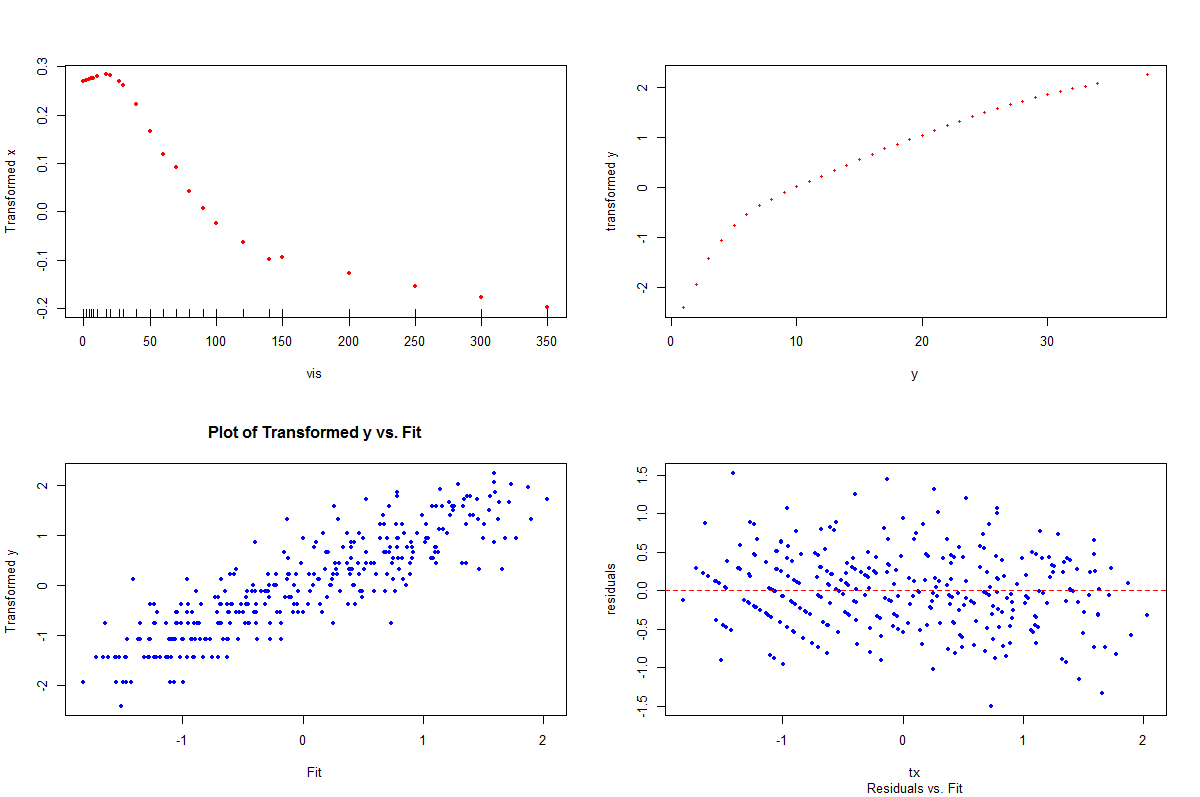 Transformed x
0.3
0.2
0.1
0.0
-0.1
-0.2
0 50 100 150 200 250 300 350
vis
transformed y
2
1
0
-1
-2
0 10 20 30
y
Plot of Transformed y vs. Fit
Transformed y
2
1
0
-1
-2
-1 0 1 2
Fit
residuals
1.5
1.0
0.5
0.0
-0.5
-1.0
-1.5
-1 0 1 2
tx
Residuals vs. Fit